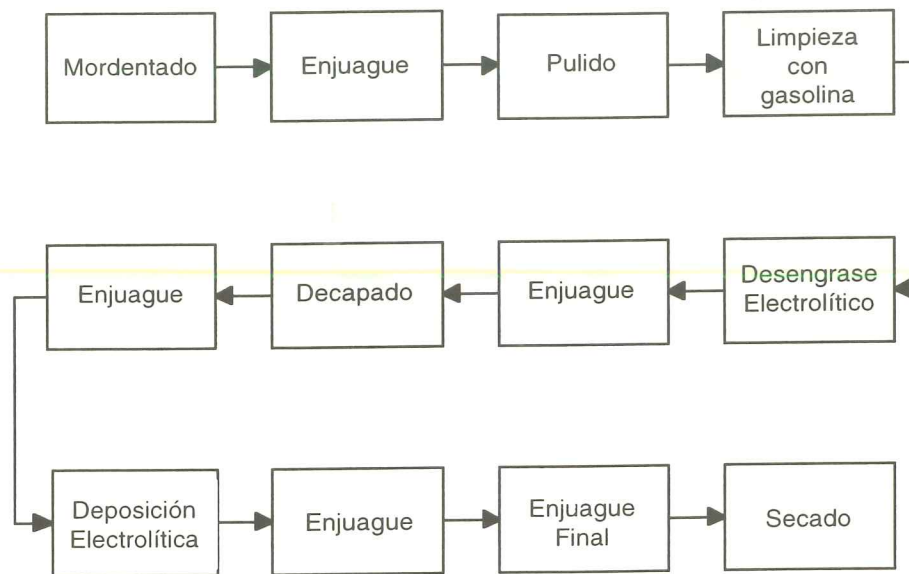 Mordentado
Enjuague
Pulido
Limpieza
con
gasolina
Enjuague
Decapado
Enjuague
Desengrase
Electrolítico
Deposición
Electrolítica
Enjuague
Enjuague
Final
Secado